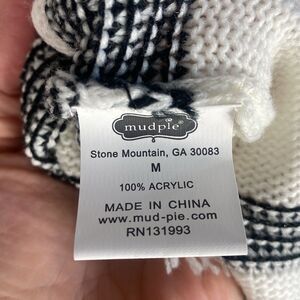 mudpie
Stone Mountain, GA 30083
M
100% ACRYLIC
MADE IN CHINA
www.mud-pie.com
RN131993